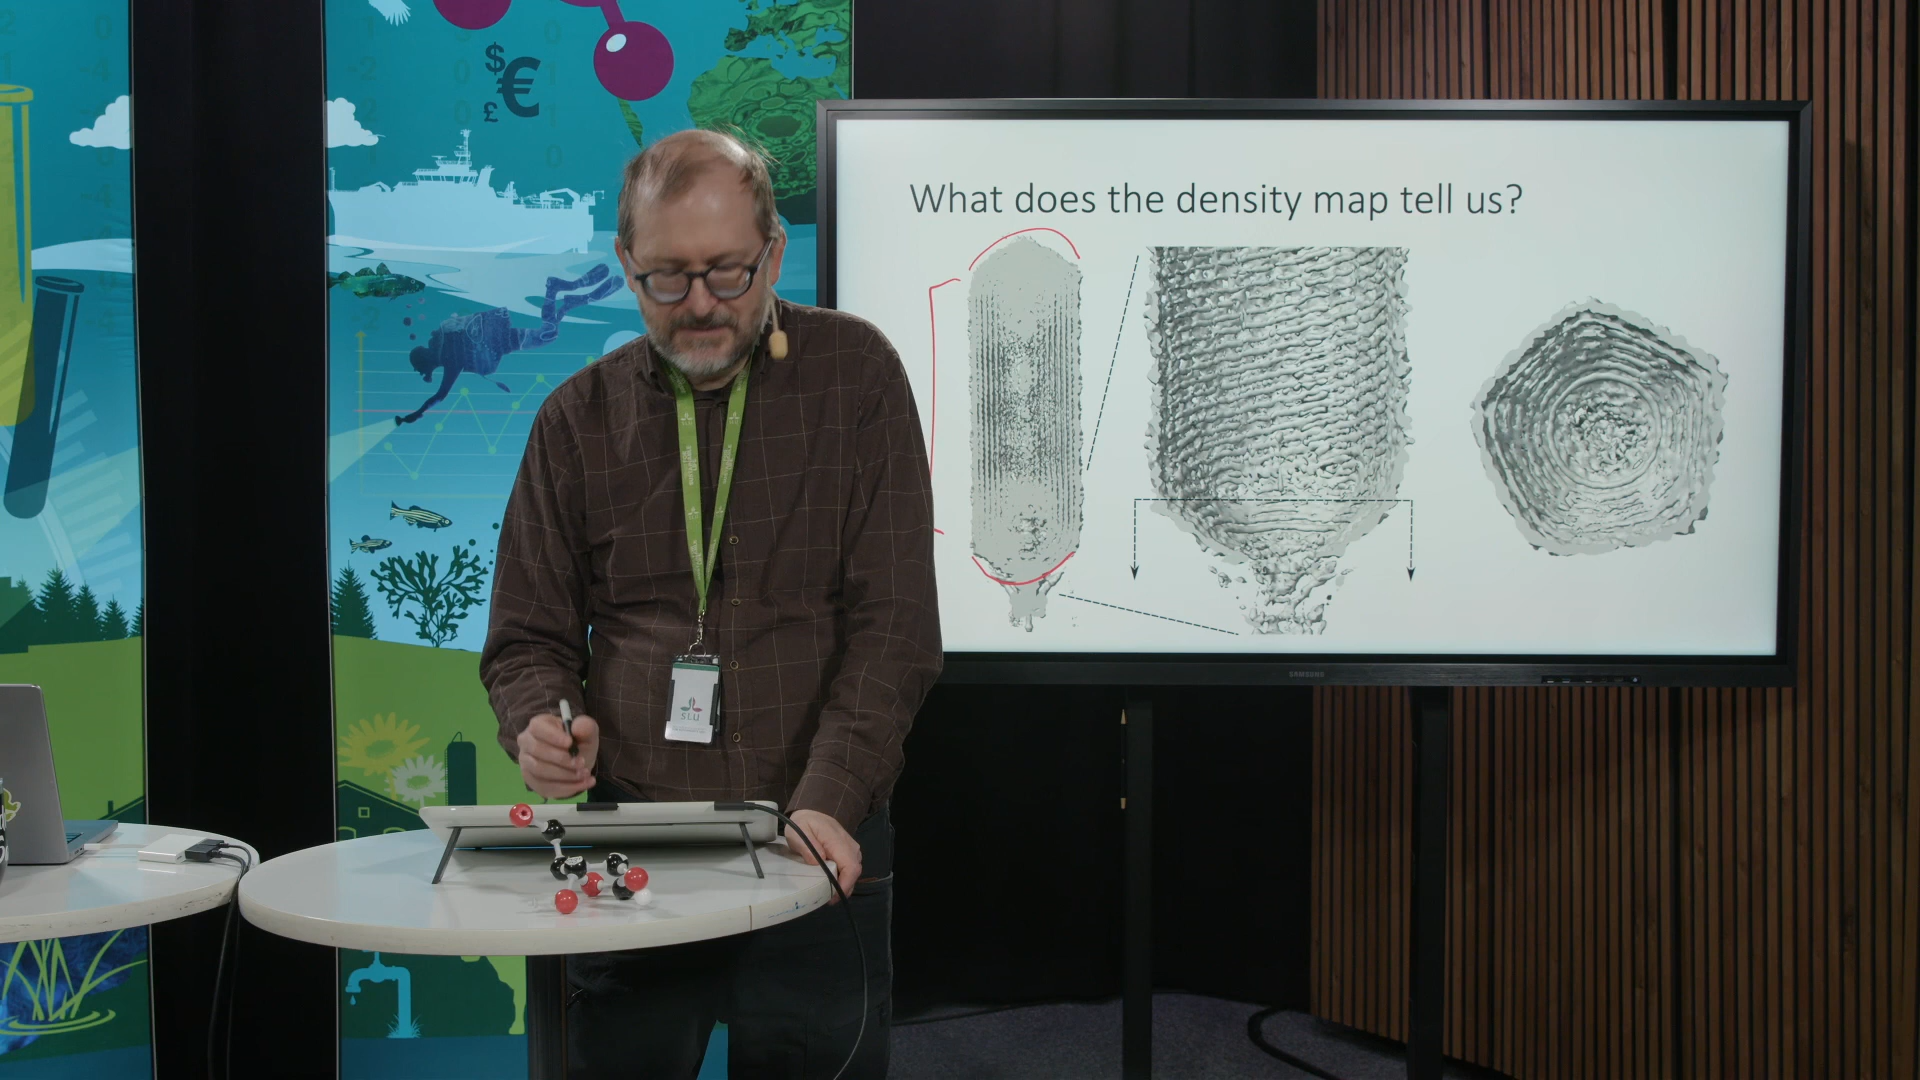 $
€
£
What does the density map tell us?
SAMSUNG
SLU